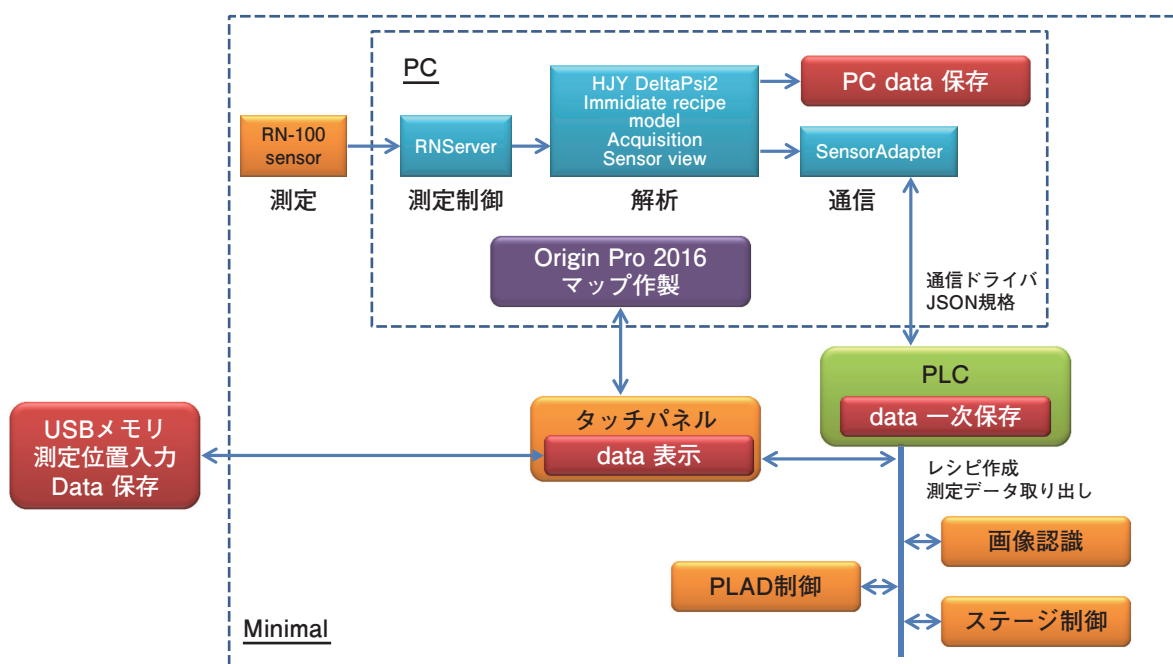 PC
HJY DeltaPsi2
Immidiate recipe
model
Acquisition
Sensor view
PC data 保存
RN-100
sensor
RNServer
SensorAdapter
測定
測定制御
解析
通信
Origin Pro 2016
マップ作製
通信ドライバ
JSON規格
PLC
data 一次保存
タッチパネル
data 表示
USBメモリ
測定位置入力
Data 保存
レシピ作成
測定データ取り出し
画像認識
PLAD制御
ステージ制御
Minimal